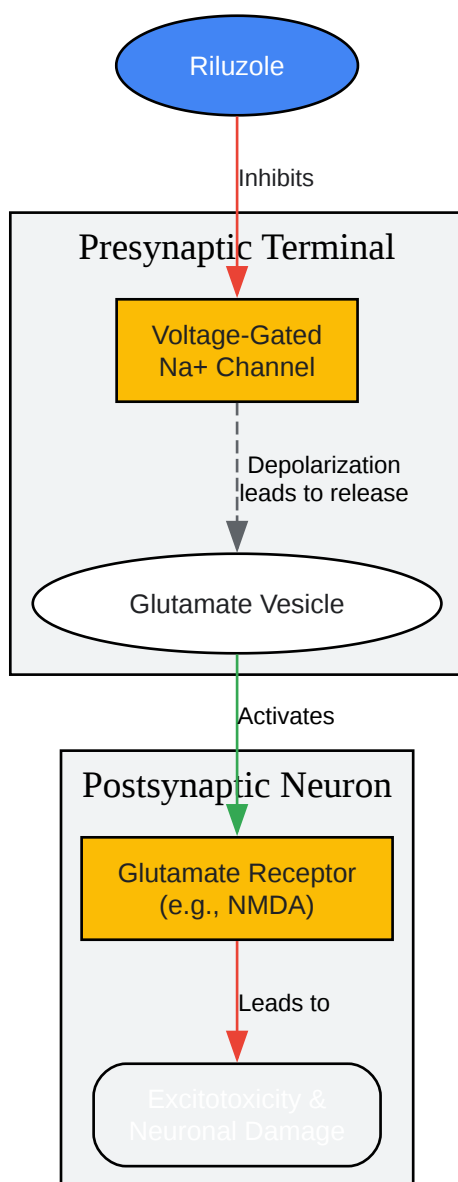 Riluzole
Inhibits
Presynaptic Terminal
Voltage-Gated
Na+ Channel
Depolarization
leads to release
Glutamate Vesicle
Activates
Postsynaptic Neuron
Glutamate Receptor
(e.g., NMDA)
Leads to
Excitotoxicity &
Neuronal Damage